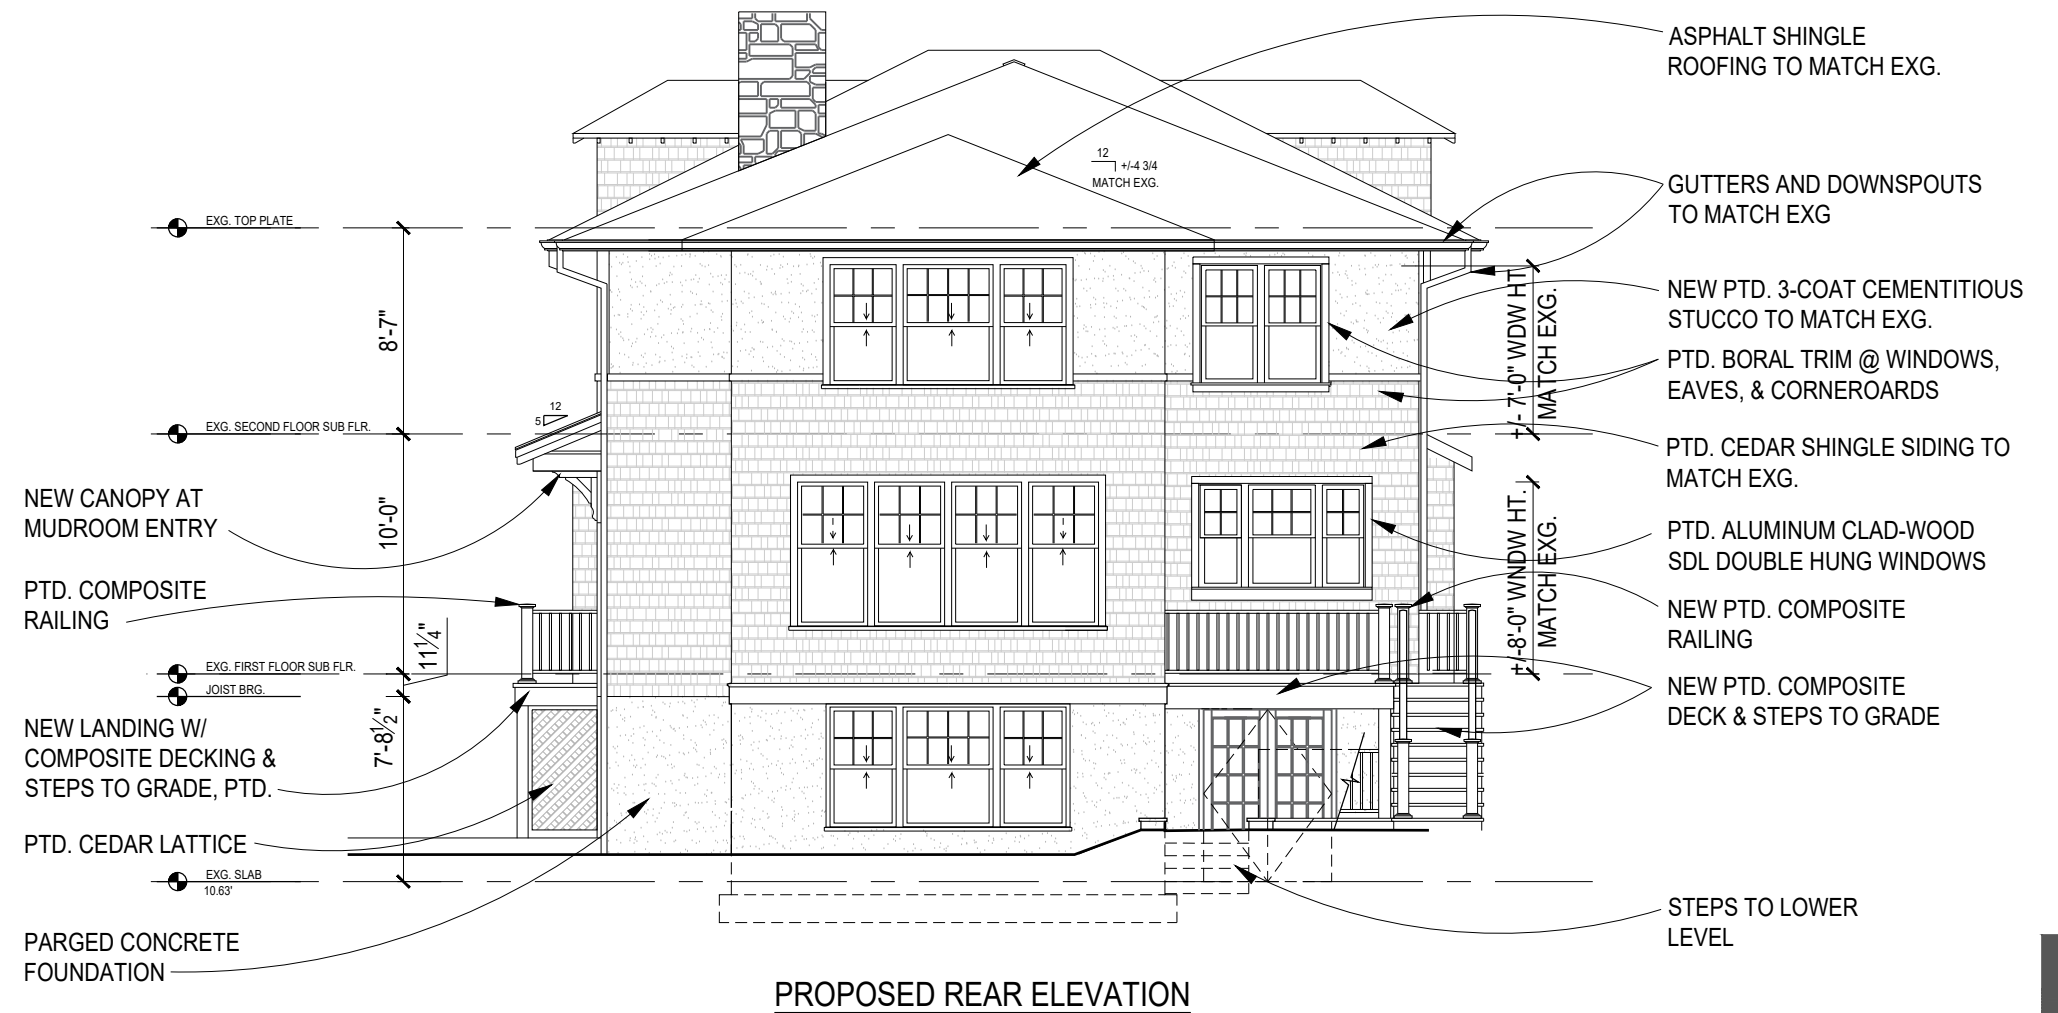 ASPHALT SHINGLE
ROOFING TO MATCH EXG.
12
+/-4 3/4
MATCH EXG.
GUTTERS AND DOWNSPOUTS
TO MATCH EXG
EXG. TOP PLATE
NEW PTD. 3-COAT CEMENTITIOUS
STUCCO TO MATCH EXG.
8'-7"
+/- 7'-0" WDW HT
MATCH EXG.
PTD. BORAL TRIM @ WINDOWS,
EAVES, & CORNEROARDS
12
5
EXG. SECOND FLOOR SUB FLR.
PTD. CEDAR SHINGLE SIDING TO
MATCH EXG.
NEW CANOPY AT
MUDROOM ENTRY
10'-0"
+/-8'-0" WNDW HT.
MATCH EXG.
PTD. ALUMINUM CLAD-WOOD
SDL DOUBLE HUNG WINDOWS
PTD. COMPOSITE
RAILING
NEW PTD. COMPOSITE
RAILING
11 1/4"
EXG. FIRST FLOOR SUB FLR.
JOIST BRG.
NEW PTD. COMPOSITE
DECK & STEPS TO GRADE
NEW LANDING W/
COMPOSITE DECKING &
STEPS TO GRADE, PTD.
7'-8 1/2"
PTD. CEDAR LATTICE
EXG. SLAB
10.63'
STEPS TO LOWER
LEVEL
PARGED CONCRETE
FOUNDATION
PROPOSED REAR ELEVATION